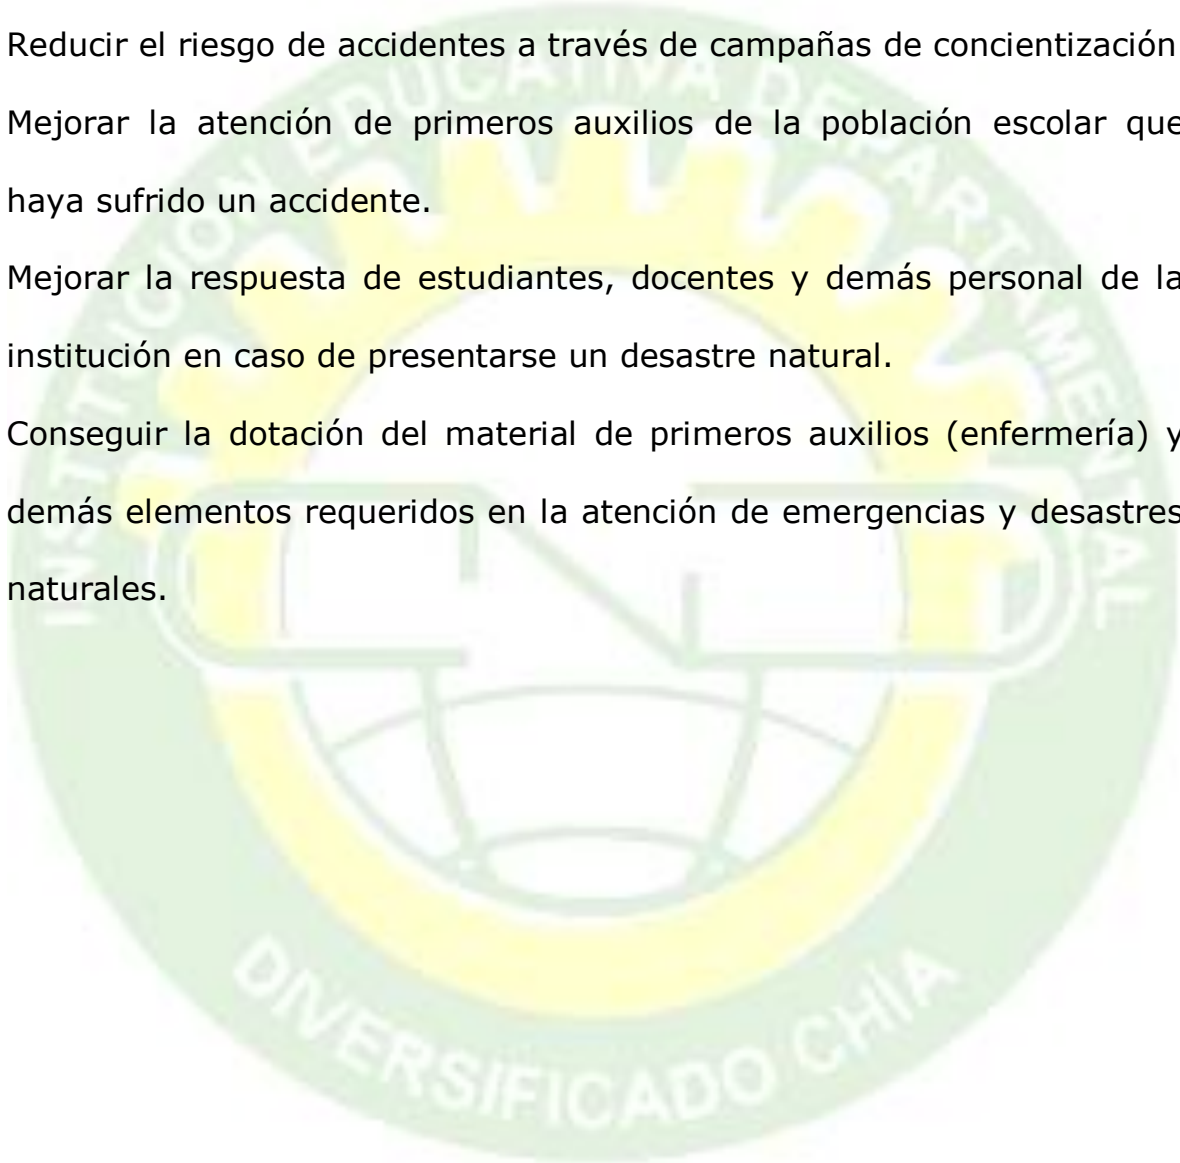 Reducir el riesgo de accidentes a través de campañas de concientización
Mejorar la atención de primeros auxilios de la población escolar que
haya sufrido un accidente.
Mejorar la respuesta de estudiantes, docentes y demás personal de la
institución en caso de presentarse un desastre natural.
Conseguir la dotación del material de primeros auxilios (enfermería) y
demás elementos requeridos en la atención de emergencias y desastres
naturales.
INSTITUCIÓN EDUCATIVA DEPARTAMENTAL
DIVERSIFICADO CHÍA